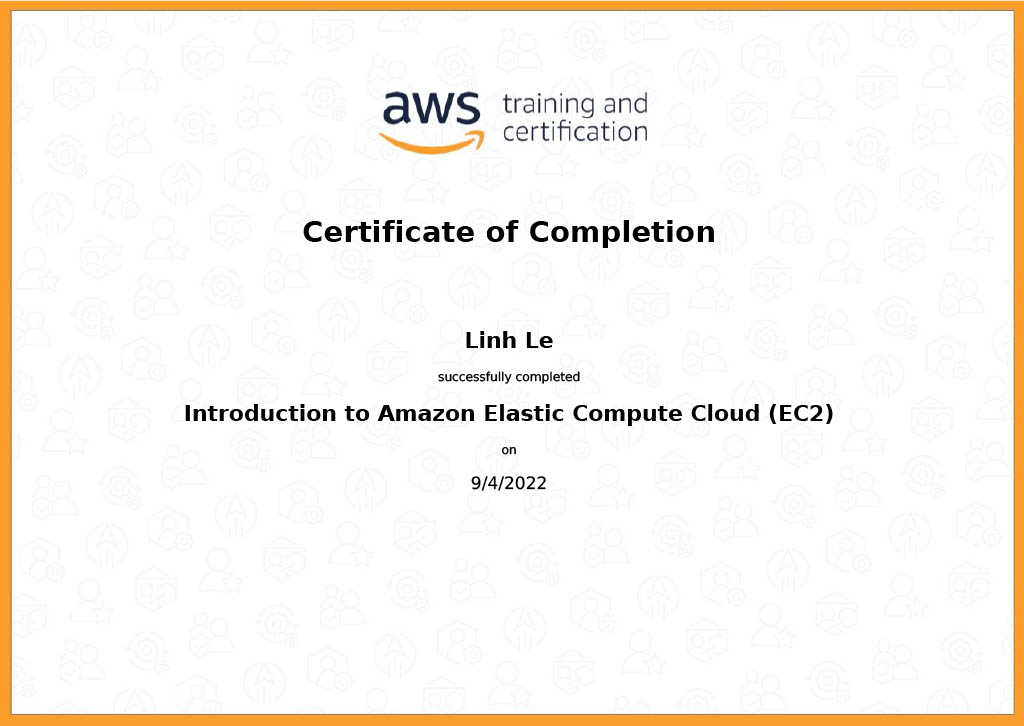 aws training and
certification
Certificate of Completion
Linh Le
successfully completed
Introduction to Amazon Elastic Compute Cloud (EC2)
on
9/4/2022